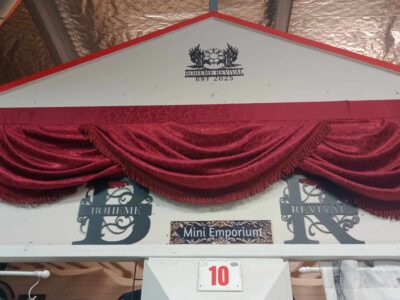 BOHEME REVIVAL
EST 2023
B BOHEME
R REVIVAL
Mini Emporium
10